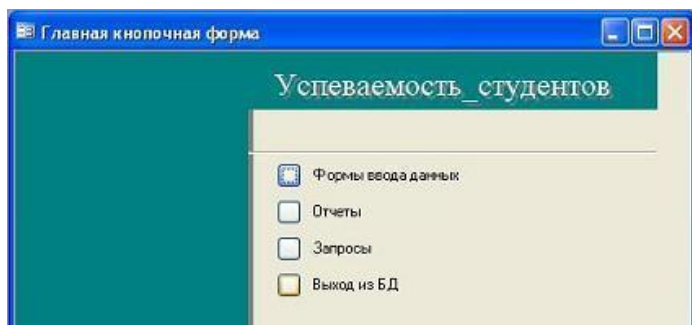 Главная кнопочная форма
Успеваемость_студентов
Формы ввода данных
Отчеты
Запросы
Выход из БД